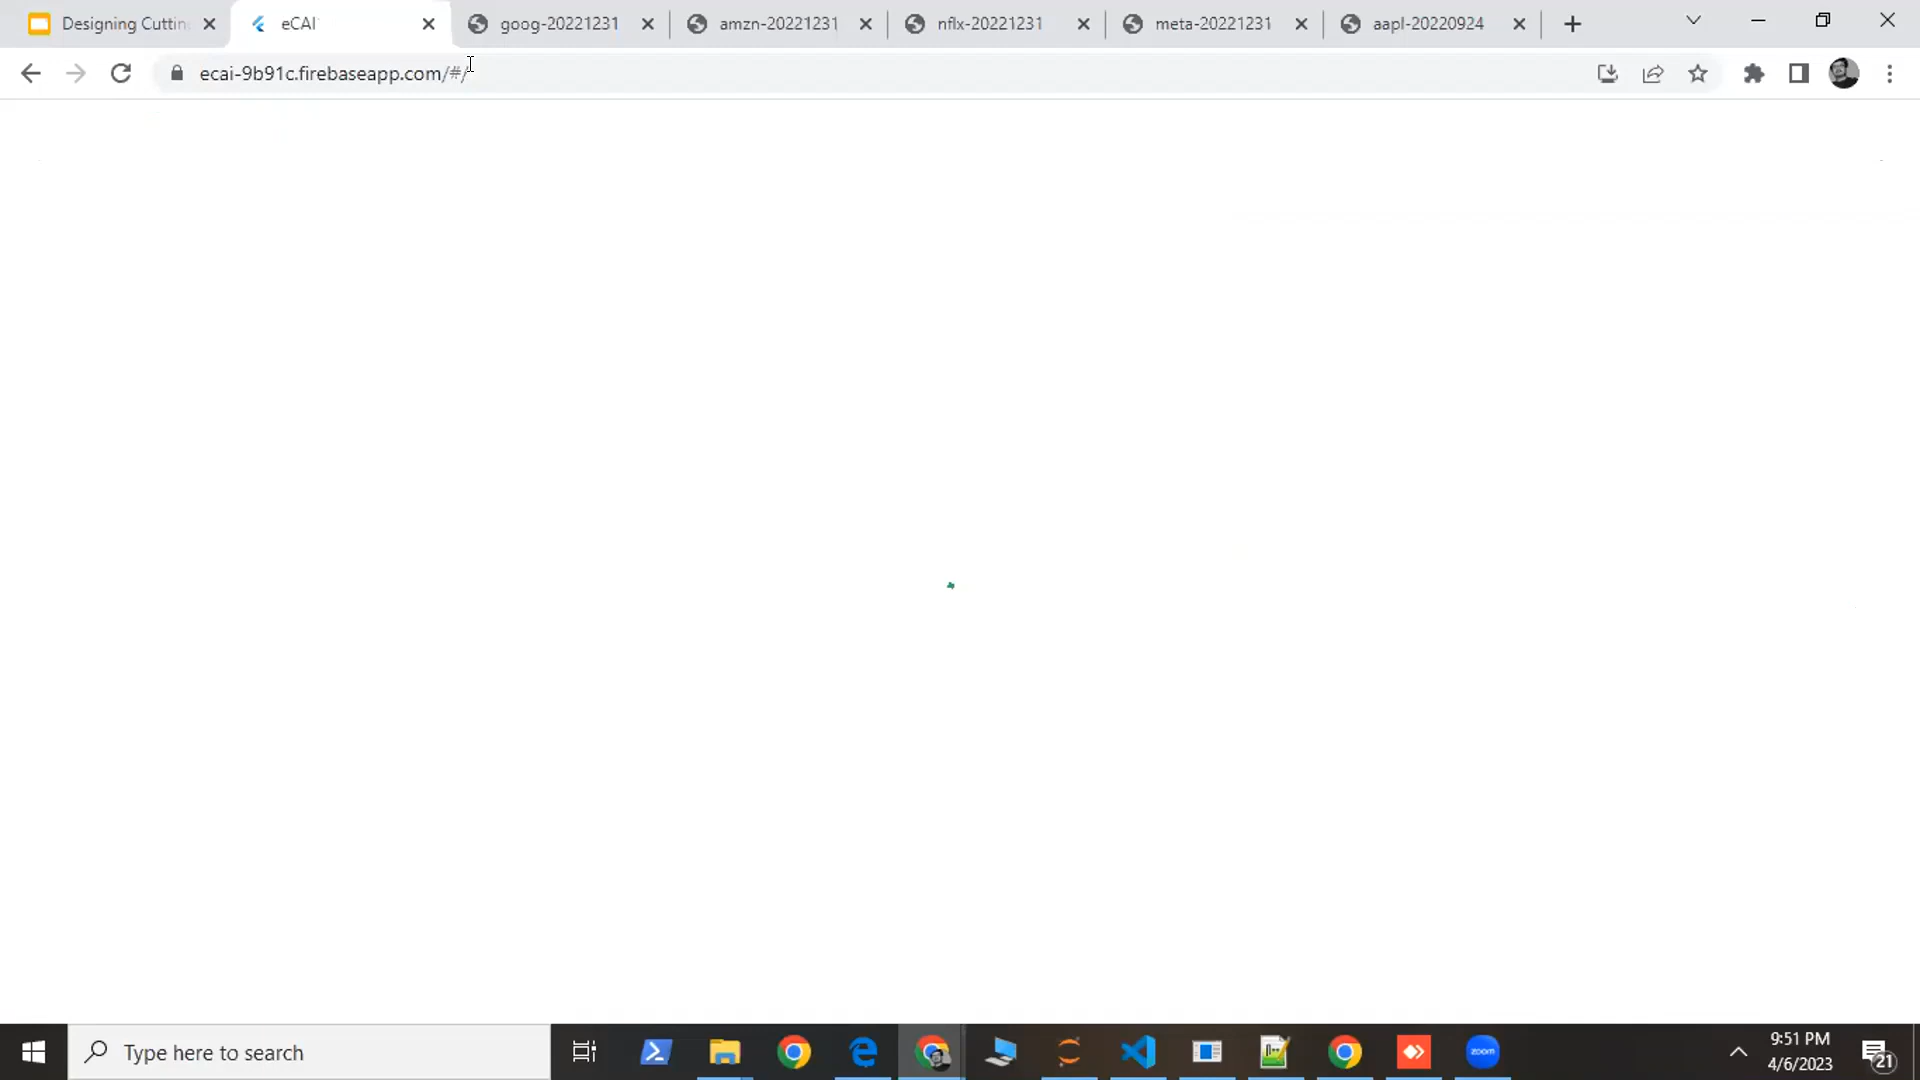 Designing Cuttin
eCAI
goog-20221231
amzn-20221231
nflx-20221231
meta-20221231
aapl-20220924
ecai-9b91c.firebaseapp.com/#/
Type here to search
zoom
9:51 PM
4/6/2023
21